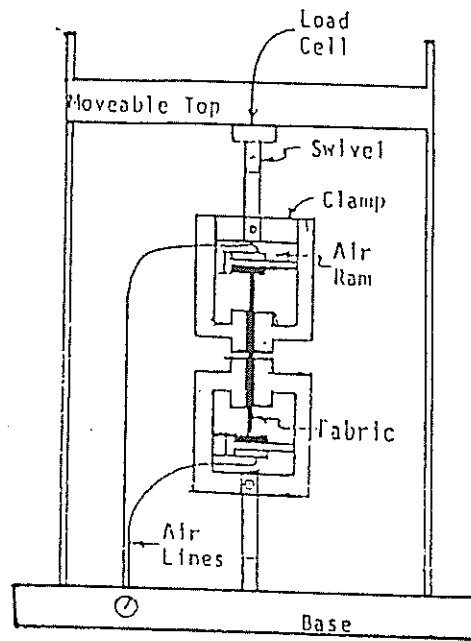 Load
Cell
Moveable Top
Swivel
Clamp
Air
Ram
Fabric
Air
Lines
Base